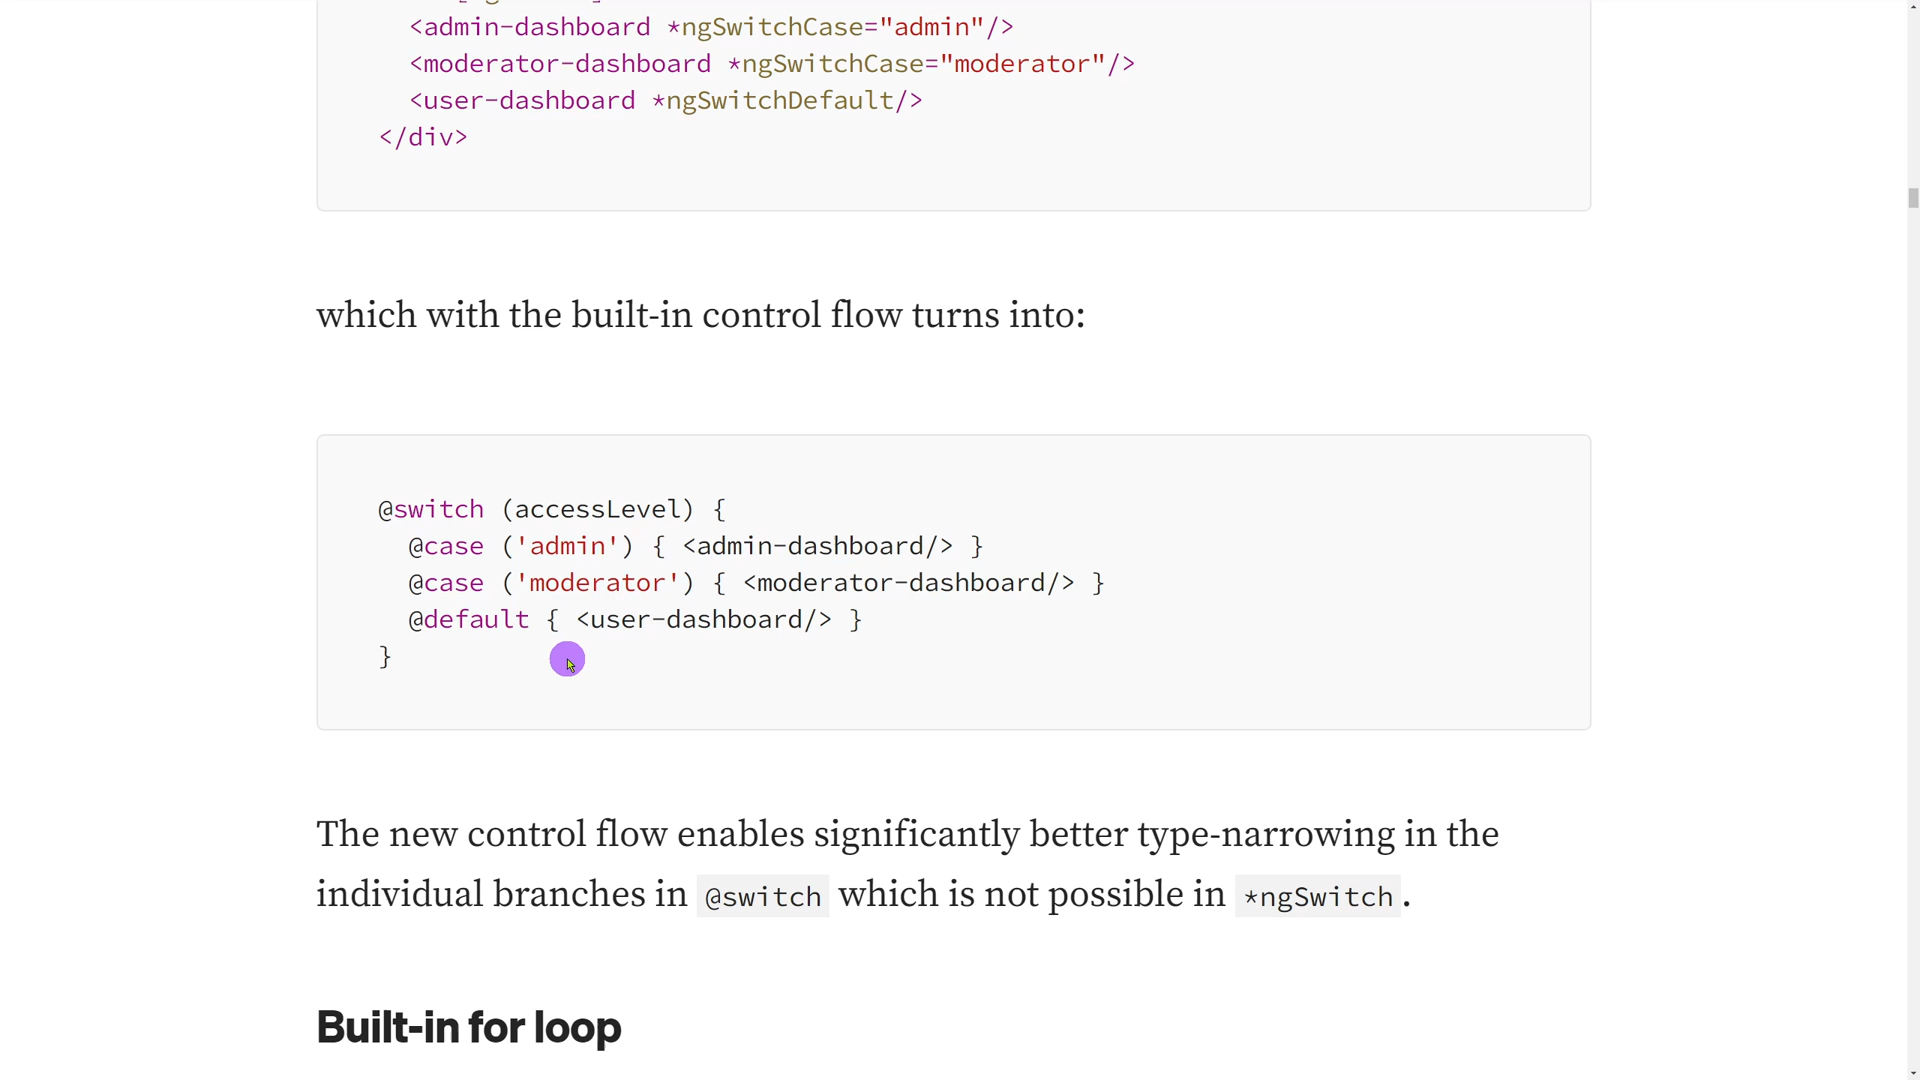 <admin-dashboard *ngSwitchCase="admin"/>
<moderator-dashboard *ngSwitchCase="moderator"/>
<user-dashboard *ngSwitchDefault/>
</div>
which with the built-in control flow turns into:
@switch (accessLevel) {
@case ('admin') { <admin-dashboard/> }
@case ('moderator') { <moderator-dashboard/> }
@default { <user-dashboard/> }
}
The new control flow enables significantly better type-narrowing in the
individual branches in @switch which is not possible in *ngSwitch.
Built-in for loop